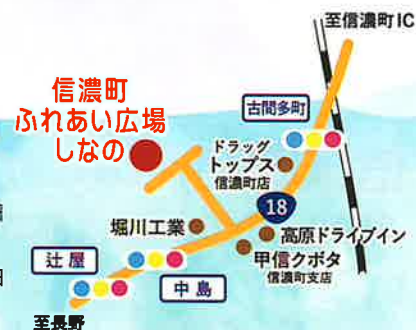 至信濃町IC
信濃町
ふれあい広場
しなの
古間多町
ドラッグ
トップス
信濃町店
18
堀川工業
高原ドライブイン
甲信クボタ
信濃町支店
辻屋
中島
至長野